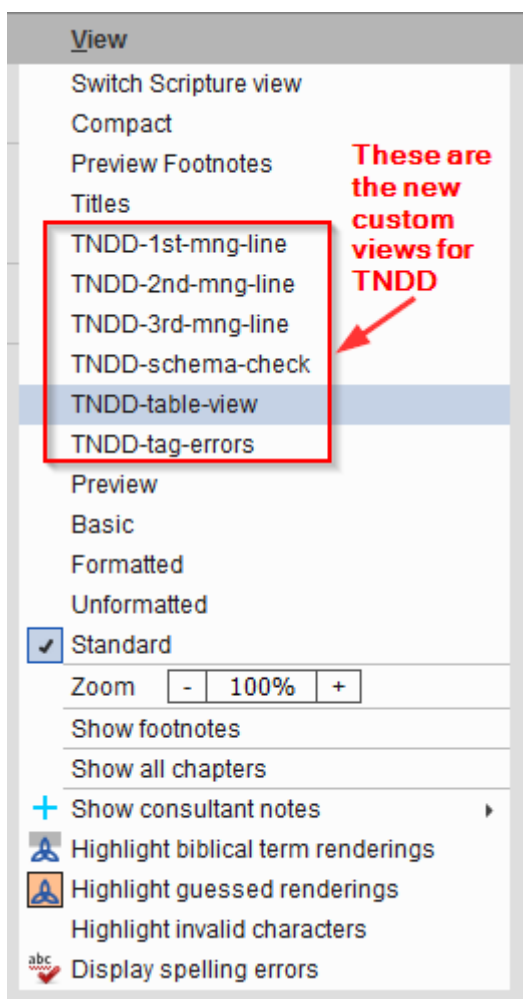 View
Switch Scripture view
Compact
Preview Footnotes
Titles
TNDD-1st-mng-line
TNDD-2nd-mng-line
TNDD-3rd-mng-line
TNDD-schema-check
TNDD-table-view
TNDD-tag-errors
These are
the new
custom
views for
TNDD
Preview
Basic
Formatted
Unformatted
Standard
Zoom - 100% +
Show footnotes
Show all chapters
Show consultant notes
Highlight biblical term renderings
Highlight guessed renderings
Highlight invalid characters
abc Display spelling errors